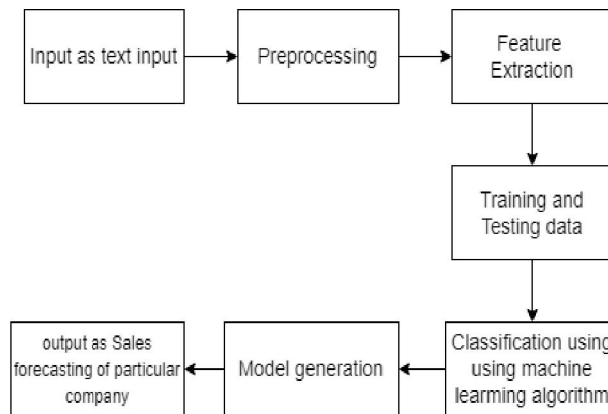 Input as text input
Preprocessing
Feature
Extraction
Training and
Testing data
Classification using
using machine
learming algorithm
Model generation
output as Sales
forecasting of particular
company